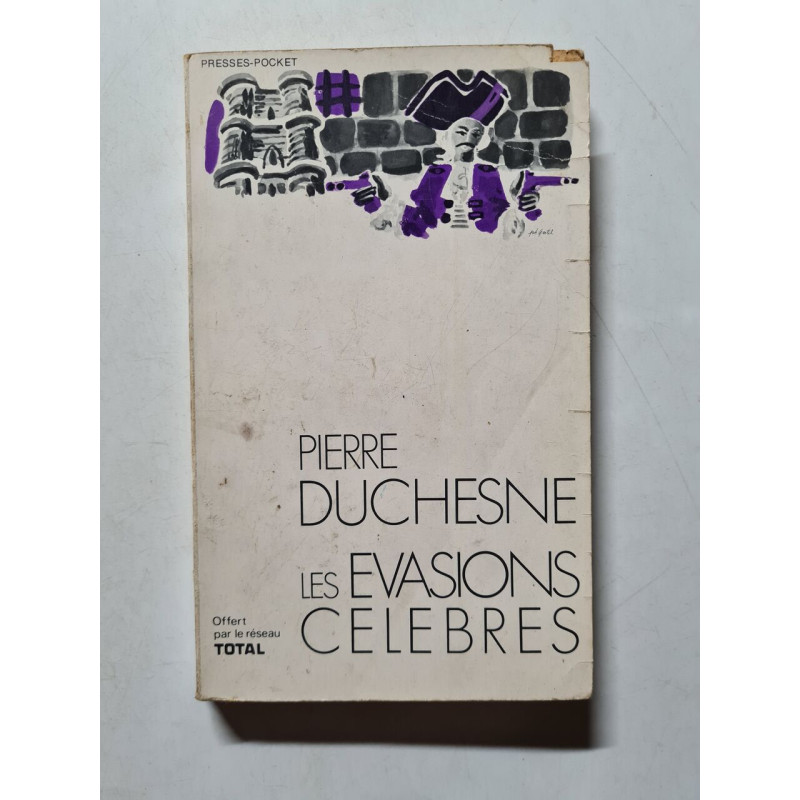 PRESSES-POCKET
PIERRE
DUCHESNE
LES EVASIONS
CELEBRES
Offert
par le réseau
TOTAL